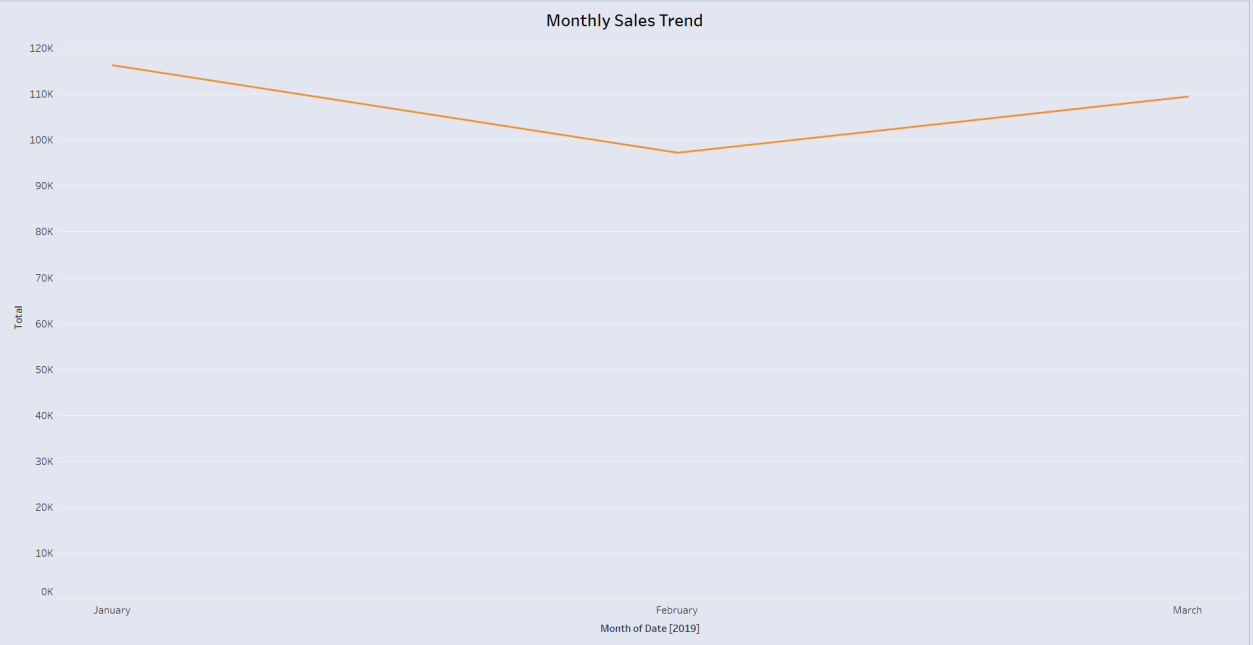 Monthly Sales Trend
120K
110K
100K
90K
80K
70K
60K
50K
40K
30K
20K
10K
0K
Total
January February March
Month of Date [2019]